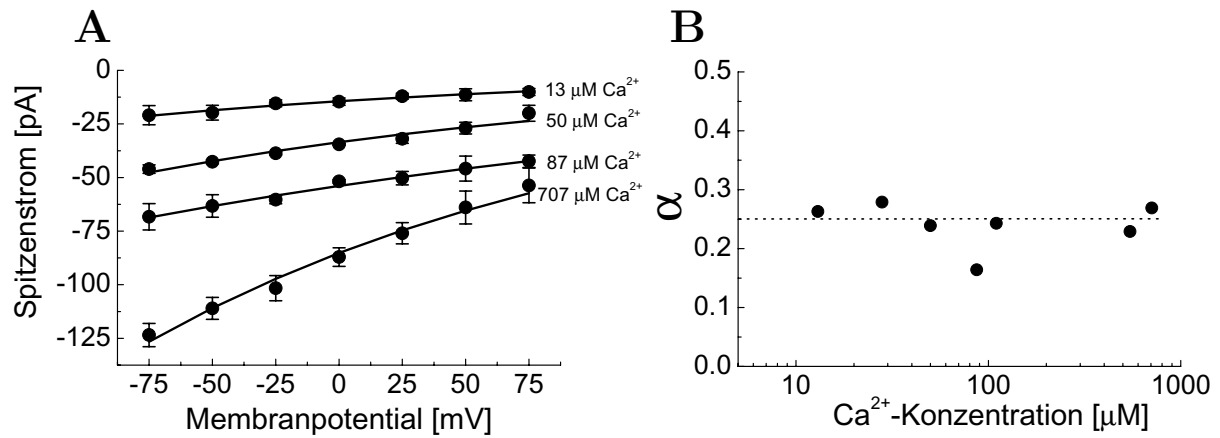 A
Spitzenstrom [pA]
0
-25
-50
-75
-100
-125
13 μM Ca²⁺
50 μM Ca²⁺
87 μM Ca²⁺
707 μM Ca²⁺
-75 -50 -25 0 25 50 75
Membranpotential [mV]
B
α
0.5
0.4
0.3
0.2
0.1
0.0
10 100 1000
Ca²⁺-Konzentration [μM]